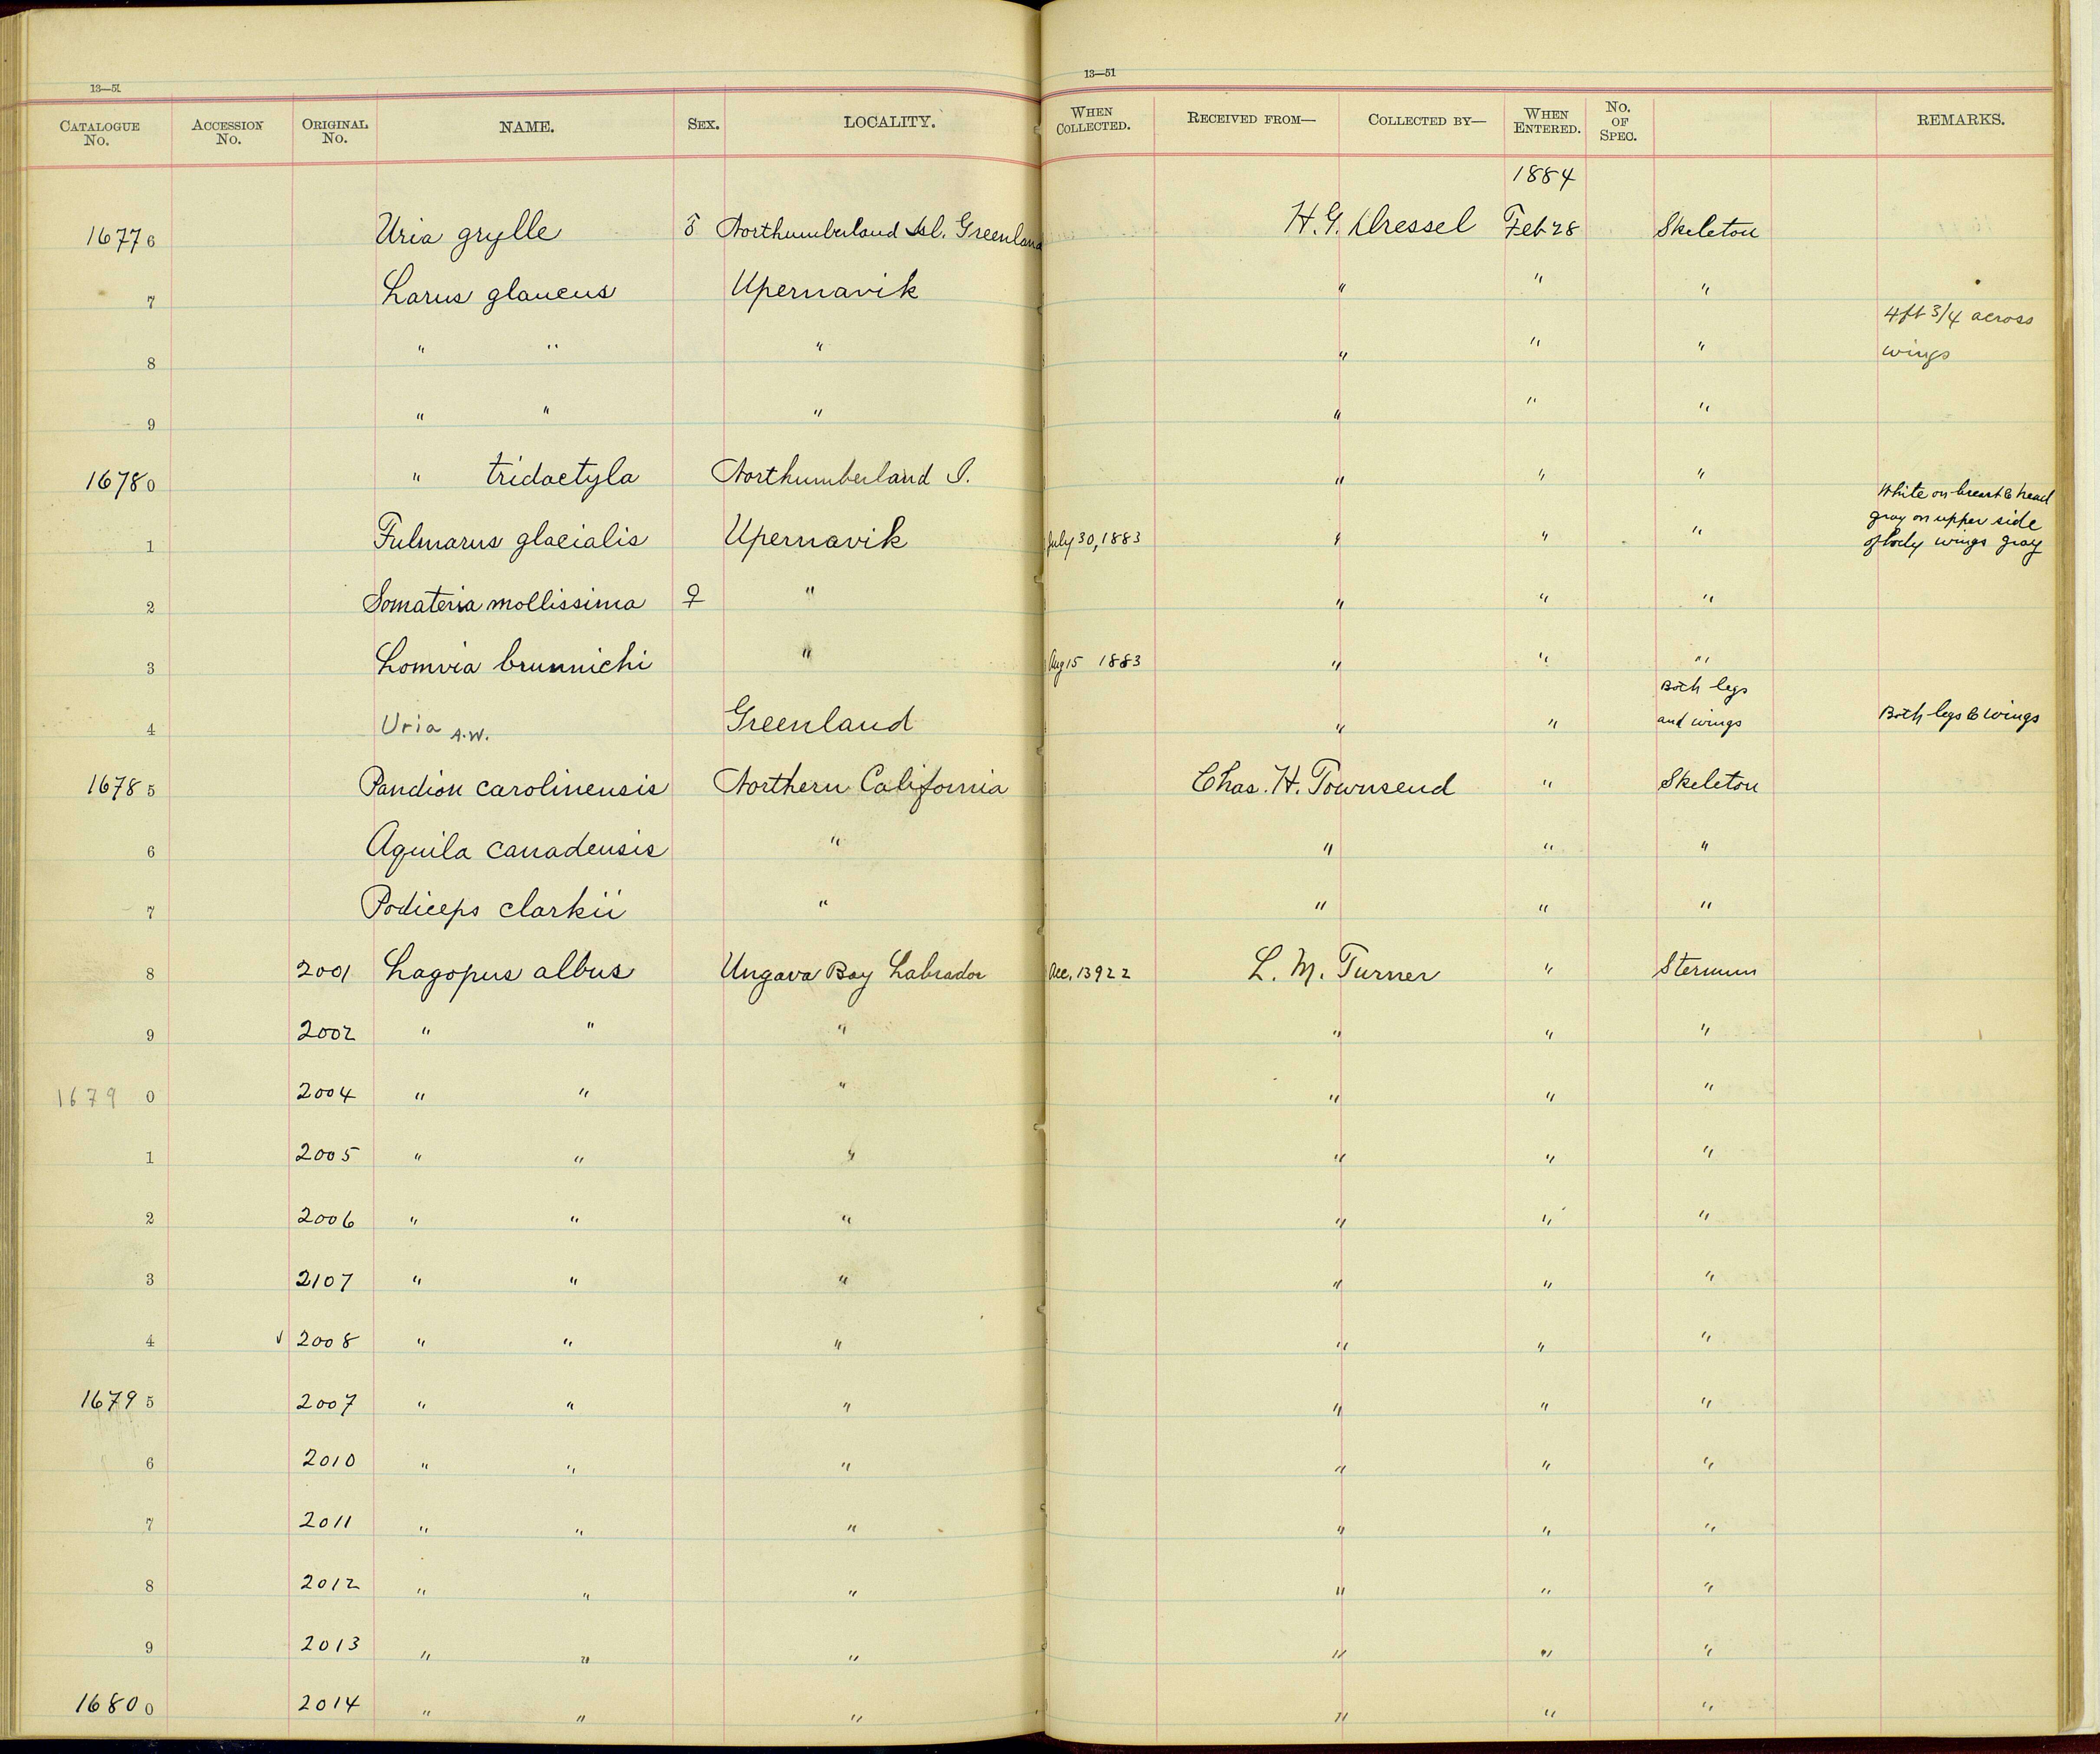 13—51 13—51
CATALOGUE No. ACCESSION No. ORIGINAL No. NAME. SEX. LOCALITY. WHEN COLLECTED. RECEIVED FROM— COLLECTED BY— WHEN ENTERED. No. OF SPEC. REMARKS.
1884
16776 Uria grylle Northumberland Isl. Greenland H. G. Dressel Feb 28 Skeleton
7 Larus glaucus Upernavik " " "
8 " " " " " " 4 ft 3/4 across wings
9 " " " " " "
16780 " tridactyla Northumberland I. " " "
1 Fulmarus glacialis Upernavik July 30, 1883 " " " White on breast & head gray on upper side of body wings gray
2 Somateria mollissima ♀ " " " "
3 Lomvia brunnichi " Aug 15 1883 " " "
4 Uria A.W. Greenland " " Both legs and wings Both legs & wings
16785 Pandion carolinensis Northern California Chas. H. Townsend " Skeleton
6 Aquila canadensis " " " "
7 Podiceps clarkii " " " "
8 2001 Lagopus albus Ungava Bay Labrador Acc. 13922 L. M. Turner " Sternum
9 2002 " " " " " "
16790 2004 " " " " " "
1 2005 " " " " " "
2 2006 " " " " " "
3 2107 " " " " " "
4 √ 2008 " " " " " "
16795 2007 " " " " " "
6 2010 " " " " " "
7 2011 " " " " " "
8 2012 " " " " " "
9 2013 " " " " " "
16800 2014 " " " " " "